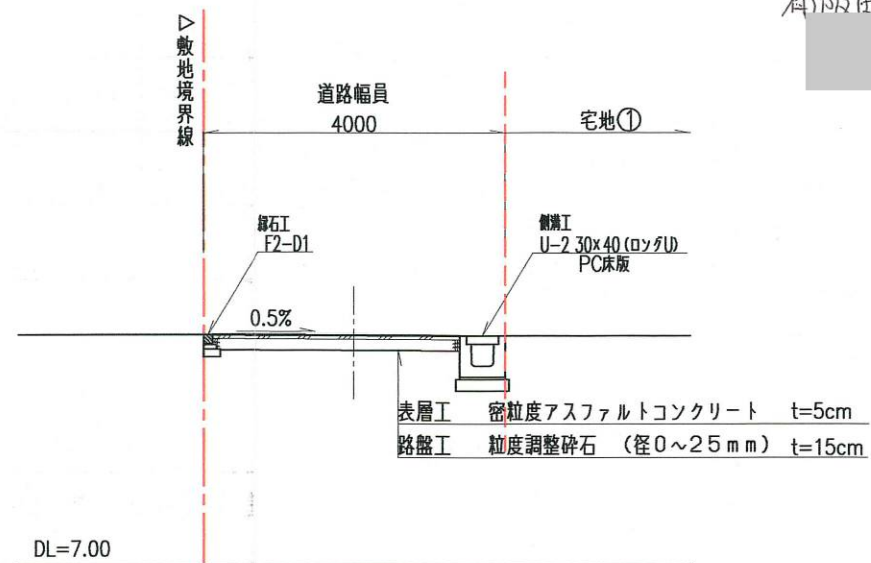 ▽敷地境界線
道路幅員
4000
宅地①
縁石工
F2-D1
側溝工
U-2 30×40(ロングU)
PC床版
0.5%
表層工 密粒度アスファルトコンクリート t=5cm
路盤工 粒度調整砕石 (径0~25mm) t=15cm
DL=7.00